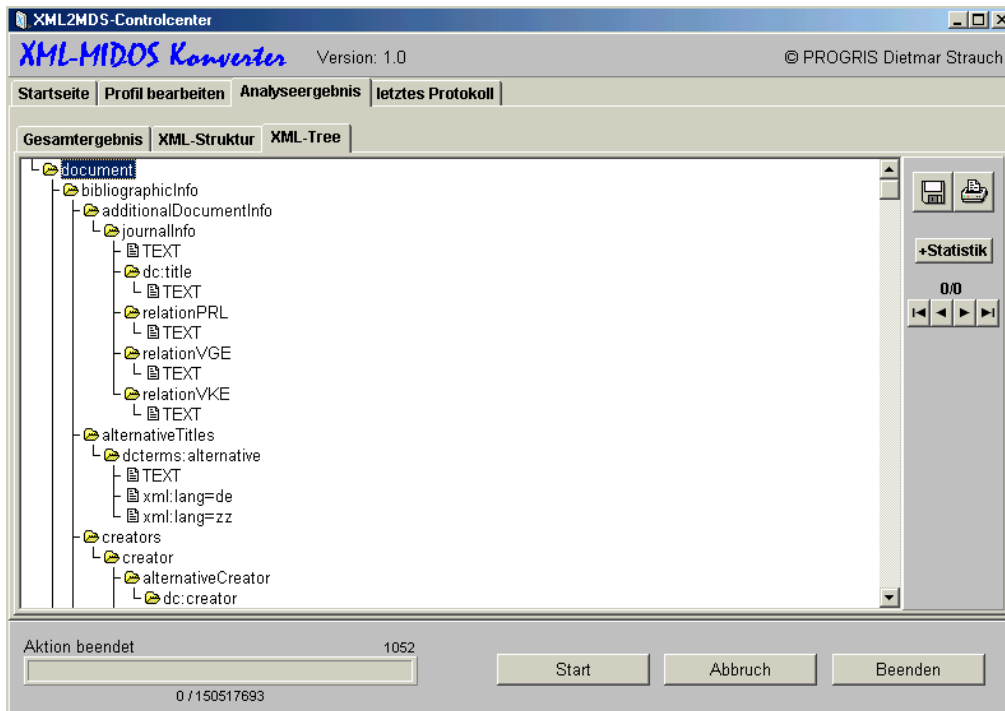 XML2MDS-Controlcenter
XML-MIDOS Konverter Version: 1.0 © PROGRIS Dietmar Strauch
Startseite Profil bearbeiten Analyseergebnis letztes Protokoll
Gesamtergebnis XML-Struktur XML-Tree
document
bibliographicInfo
additionalDocumentInfo
journalInfo
TEXT
dc:title
TEXT
relationPRL
TEXT
relationVGE
TEXT
relationVKE
TEXT
alternativeTitles
dcterms:alternative
TEXT
xml:lang=de
xml:lang=zz
creators
creator
alternativeCreator
dc:creator
+Statistik
0/0
Aktion beendet 1052
0 / 150517693
Start Abbruch Beenden